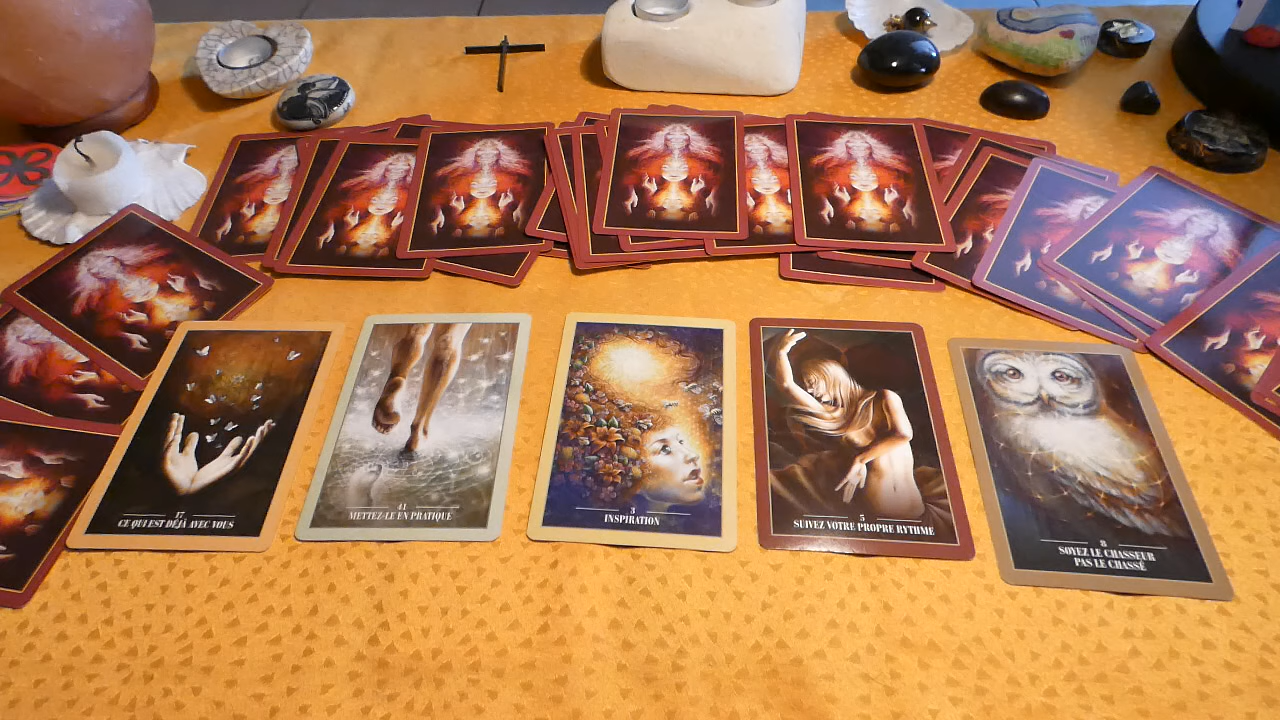 17
CE QUI EST DÉJÀ AVEC VOUS
41
METTEZ-LE EN PRATIQUE
3
INSPIRATION
5
SUIVEZ VOTRE PROPRE RYTHME
8
SOYEZ LE CHASSEUR
PAS LE CHASSÉ